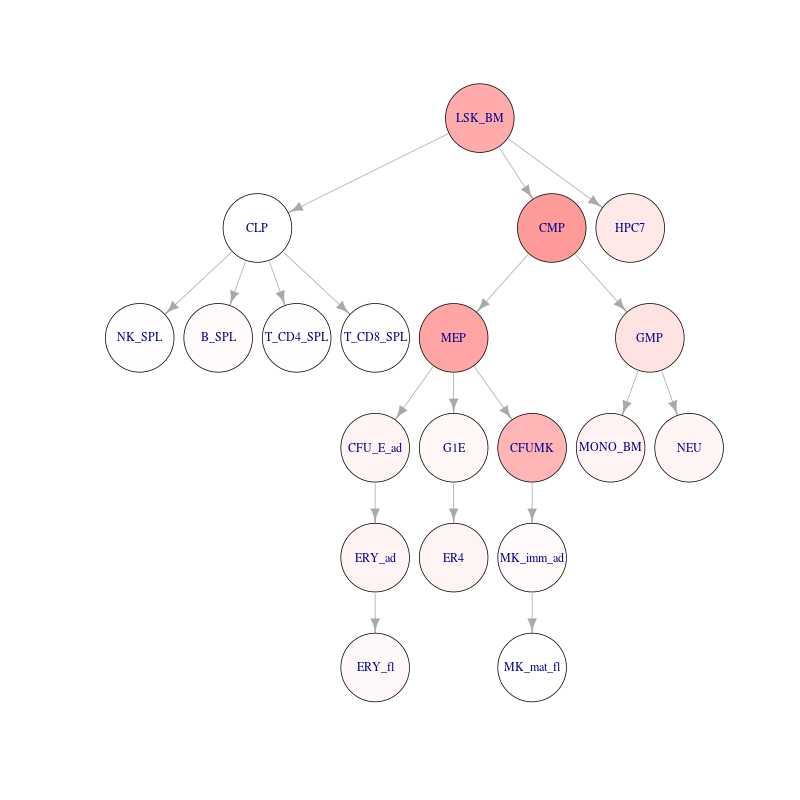 LSK_BM
CLP
CMP
HPC7
NK_SPL
B_SPL
T_CD4_SPL
T_CD8_SPL
MEP
GMP
CFU_E_ad
G1E
CFUMK
MONO_BM
NEU
ERY_ad
ER4
MK_imm_ad
ERY_fl
MK_mat_fl